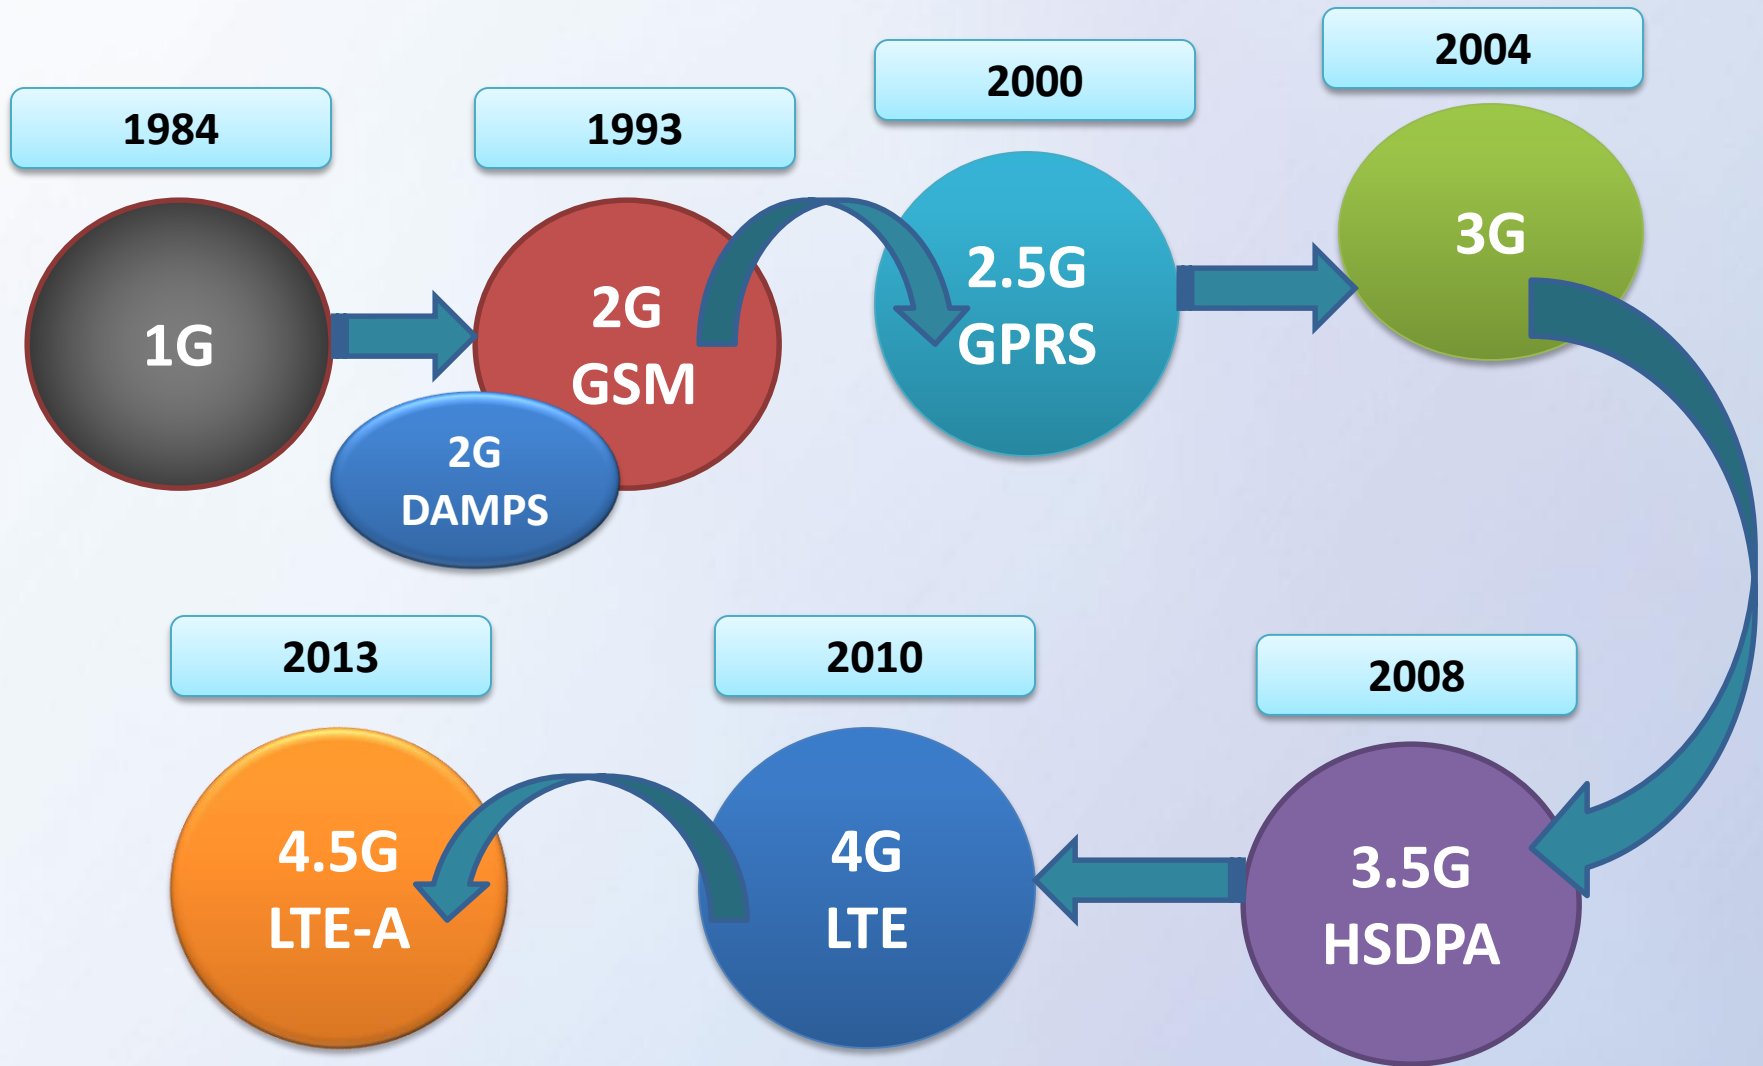 1984
1993
2000
2004
1G
2G
GSM
2G
DAMPS
2.5G
GPRS
3G
2008
3.5G
HSDPA
2010
4G
LTE
2013
4.5G
LTE-A